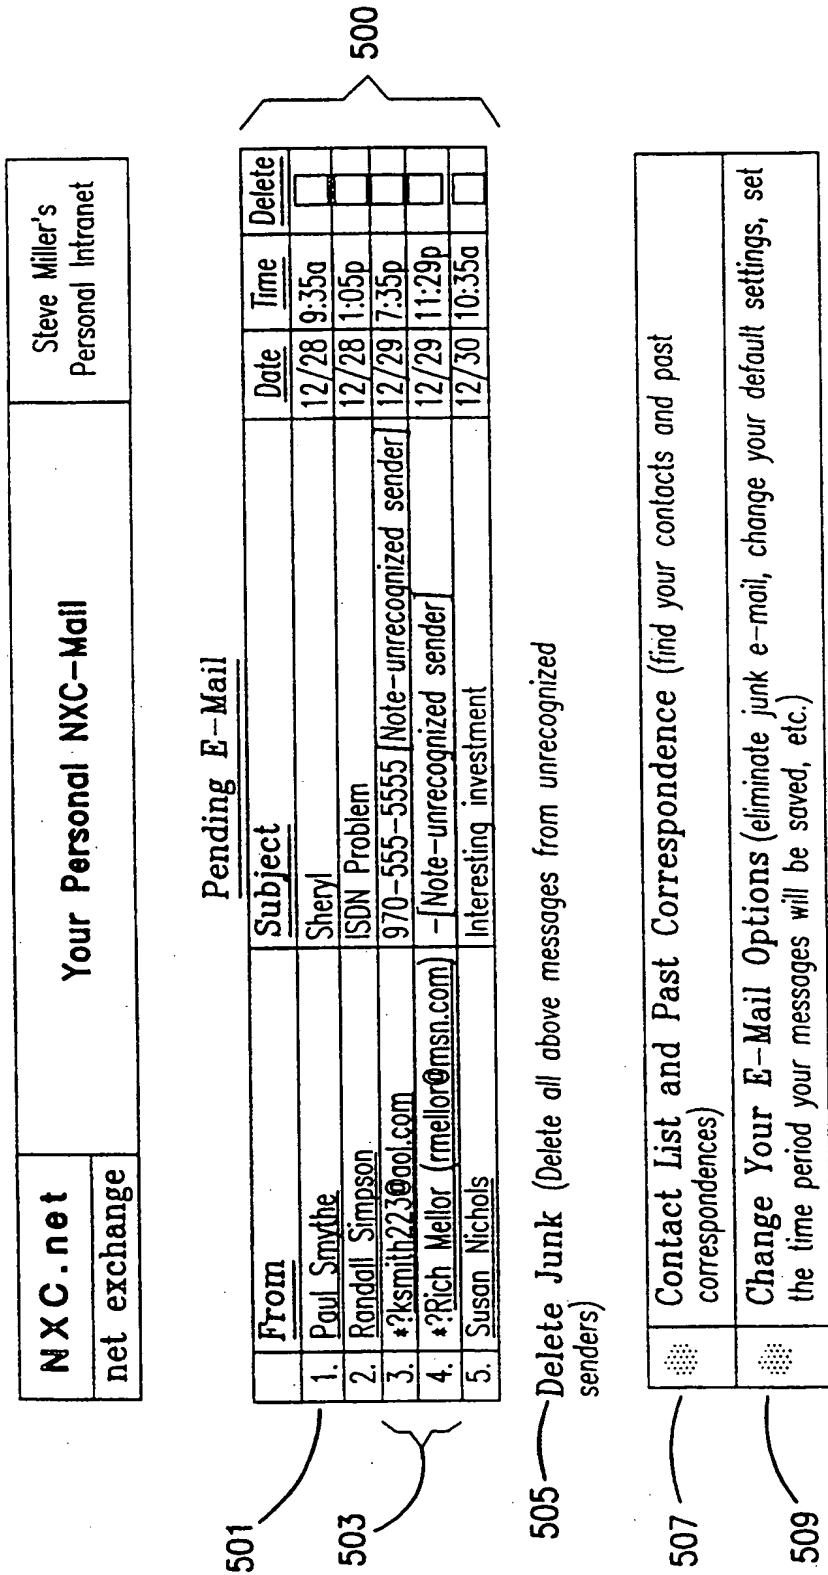 NXC.net
net exchange
Your Personal NXC-Mail
Steve Miller's
Personal Intranet
Pending E-Mail
500
From Subject Date Time Delete
501
1. Paul Smythe Sheryl 12/28 9:35a
2. Randall Simpson ISDN Problem 12/28 1:05p
503
3. *?ksmith223@aol.com 970-555-5555 [Note-unrecognized sender] 12/29 7:35p
4. *?Rich Mellor (rmellor@msn.com) -[Note-unrecognized sender] 12/29 11:29p
5. Susan Nichols Interesting investment 12/30 10:35a
505 Delete Junk (Delete all above messages from unrecognized
senders)
507 Contact List and Past Correspondence (find your contacts and past
correspondences)
509 Change Your E-Mail Options (eliminate junk e-mail, change your default settings, set
the time period your messages will be saved, etc.)